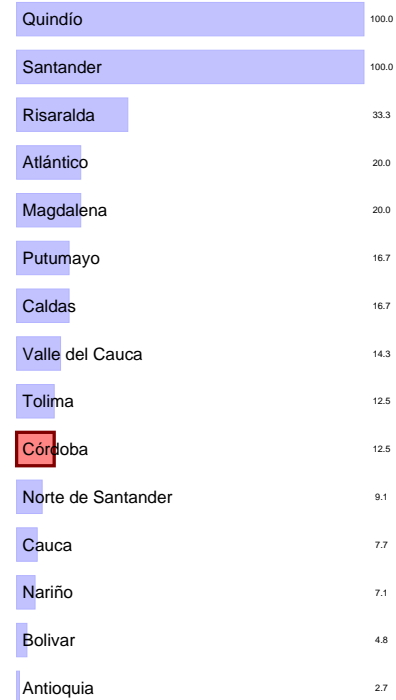 Quindío 100.0
Santander 100.0
Risaralda 33.3
Atlántico 20.0
Magdalena 20.0
Putumayo 16.7
Caldas 16.7
Valle del Cauca 14.3
Tolima 12.5
Córdoba 12.5
Norte de Santander 9.1
Cauca 7.7
Nariño 7.1
Bolivar 4.8
Antioquia 2.7